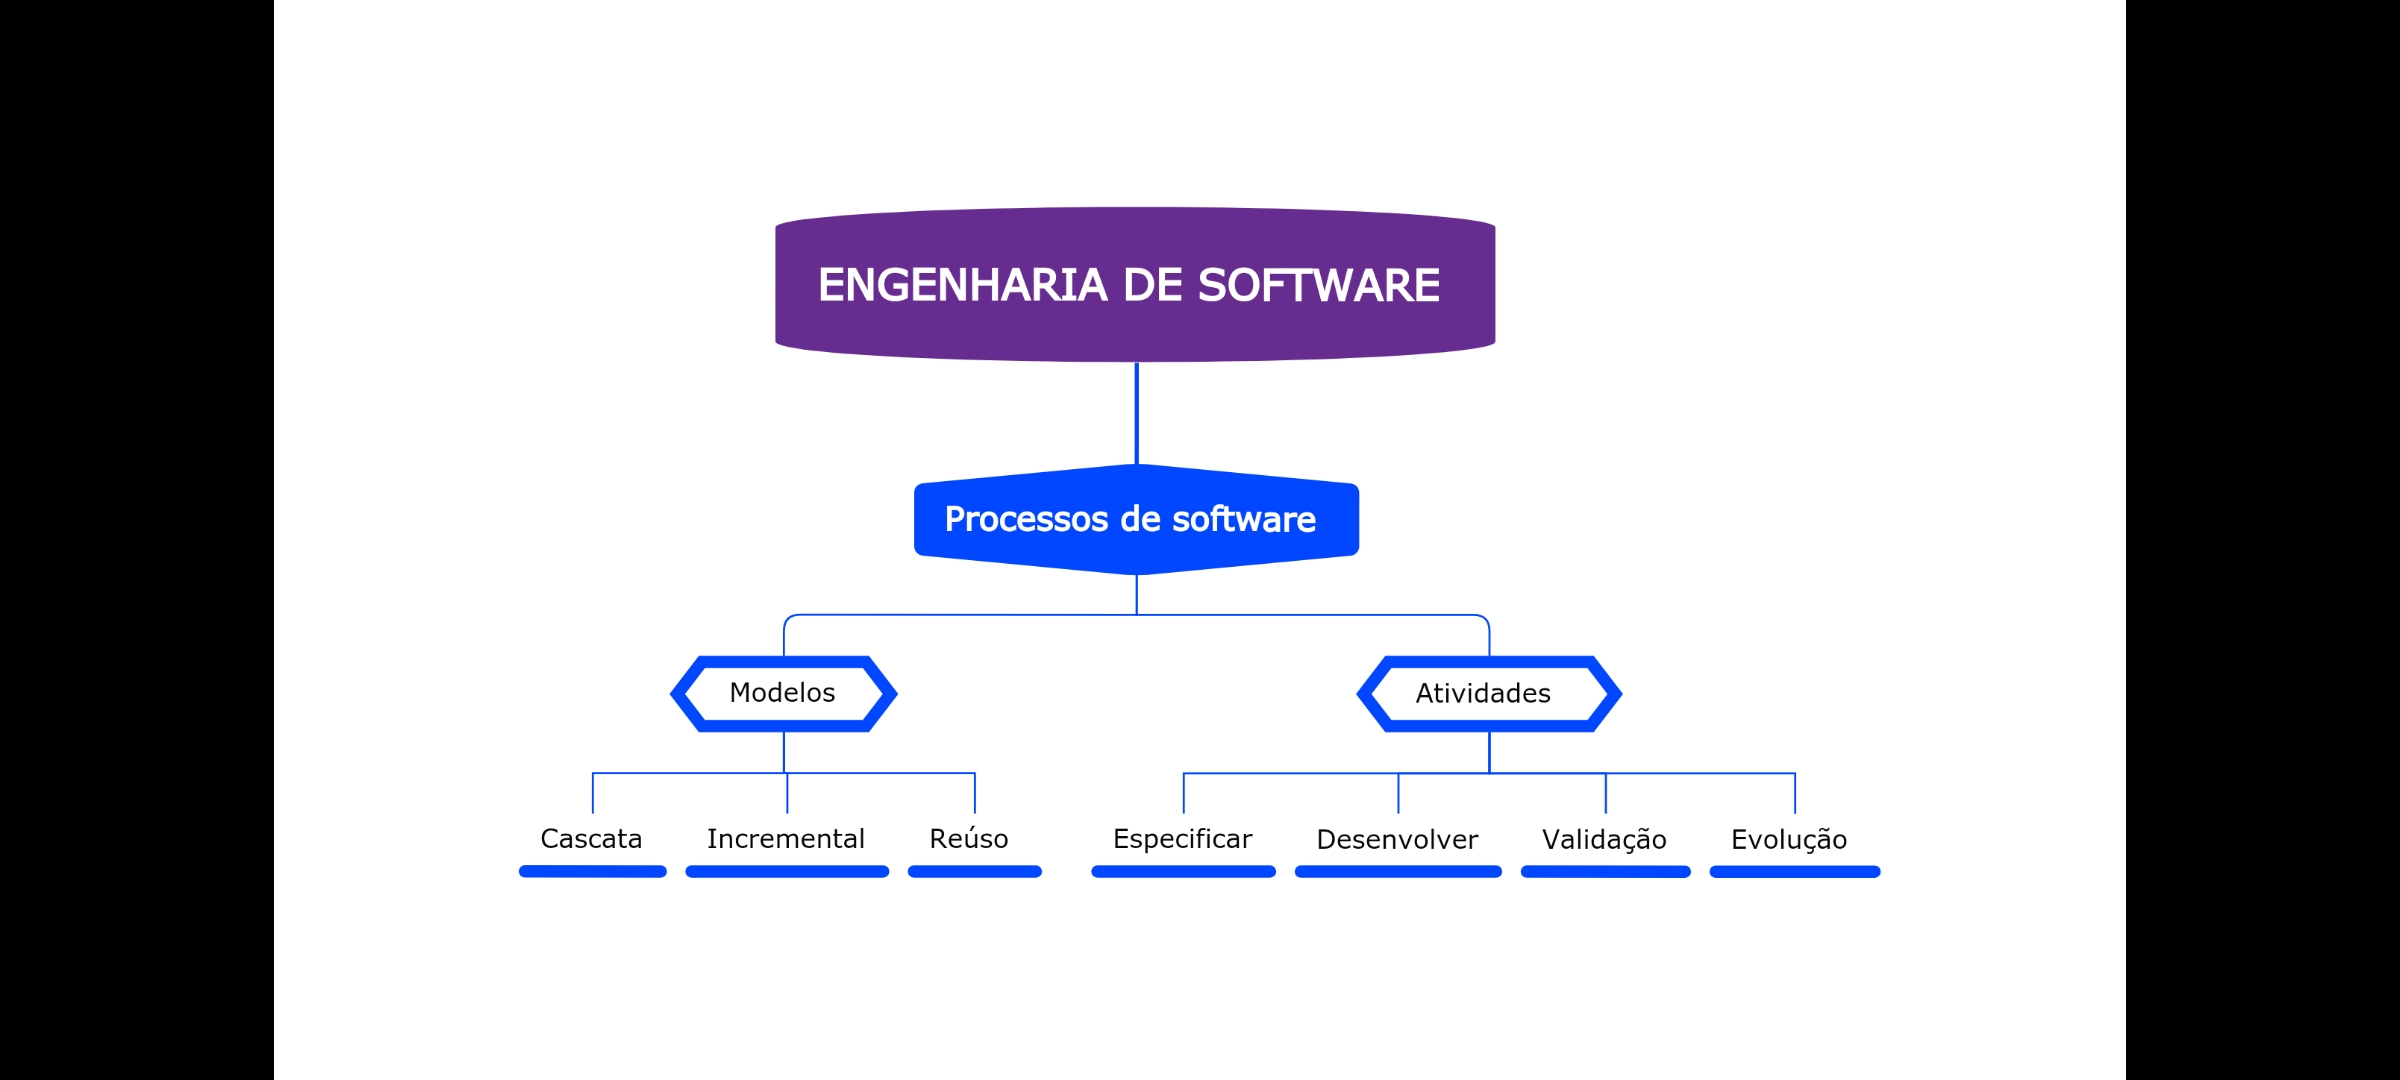 ENGENHARIA DE SOFTWARE
Processos de software
Modelos
Atividades
Cascata
Incremental
Reúso
Especificar
Desenvolver
Validação
Evolução